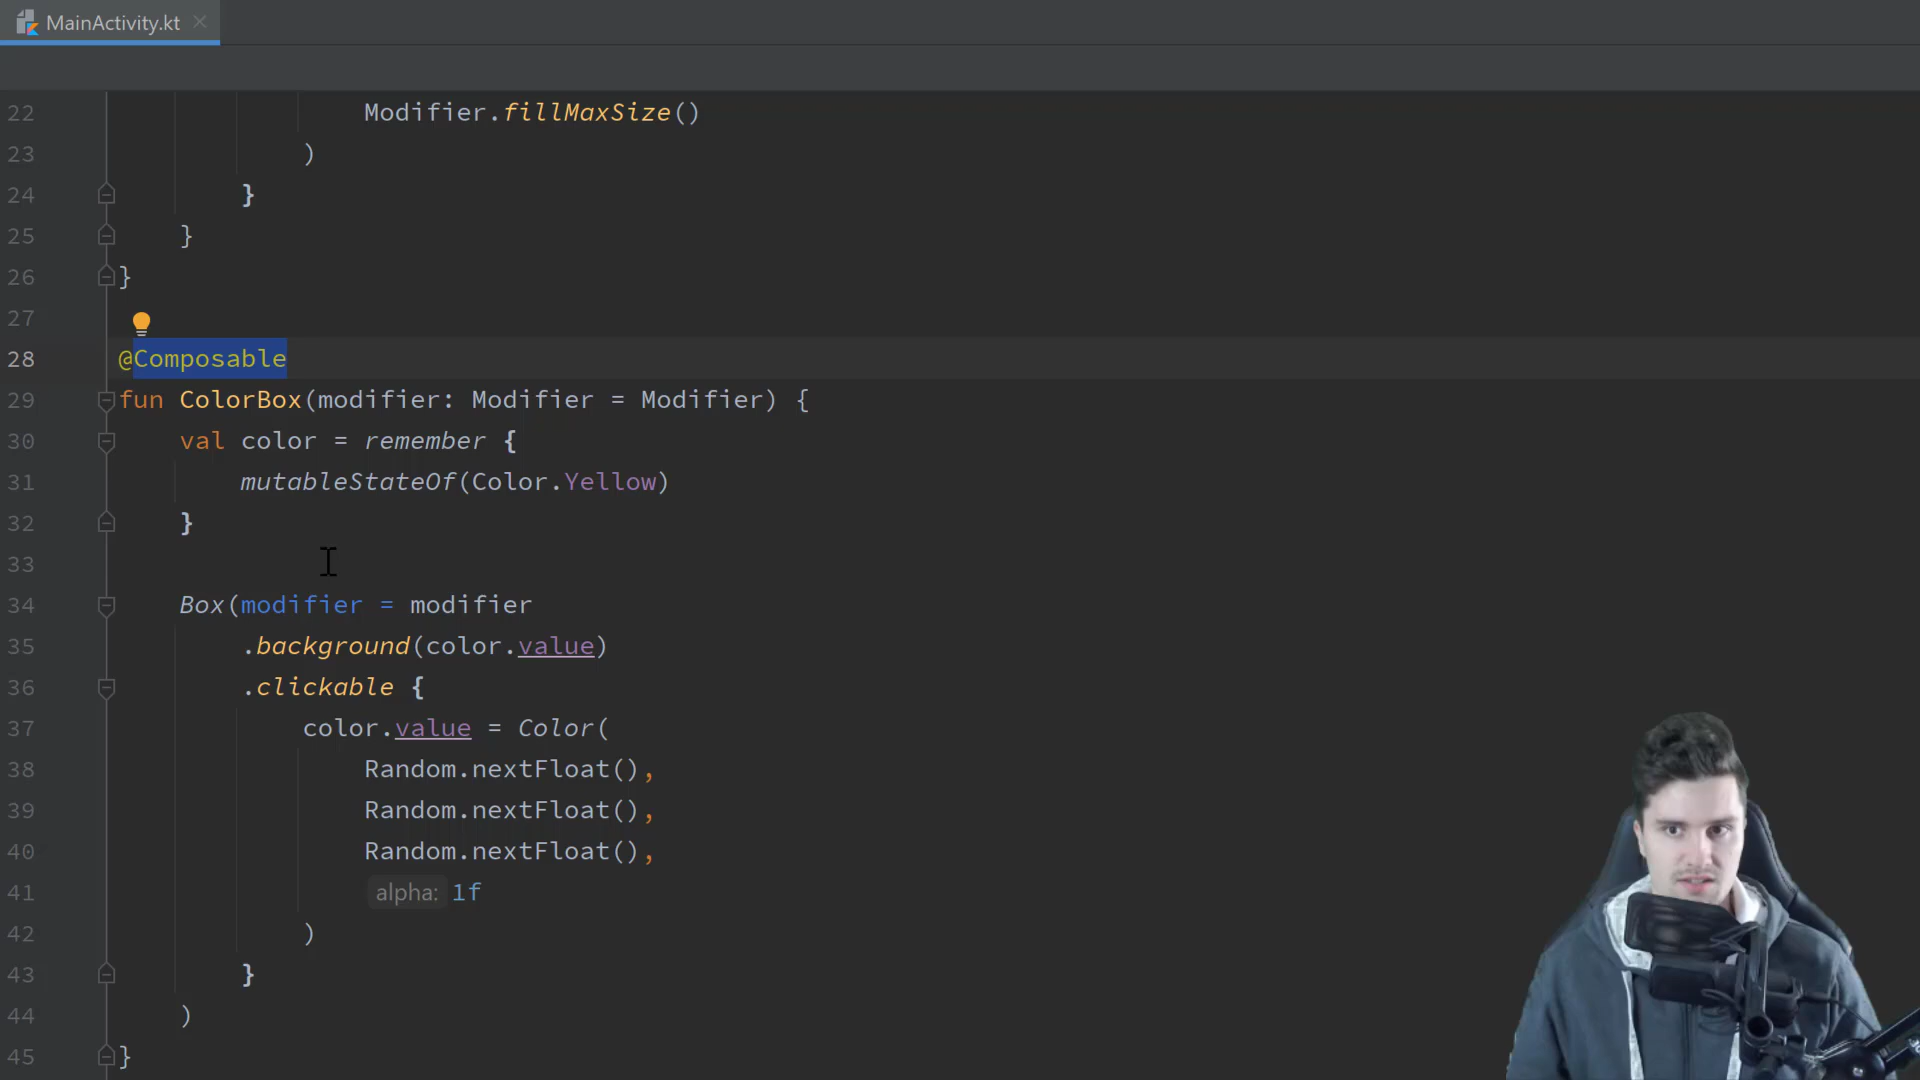 MainActivity.kt
22 Modifier.fillMaxSize()
23 )
24 }
25 }
26 }
27
28 @Composable
29 fun ColorBox(modifier: Modifier = Modifier) {
30 val color = remember {
31 mutableStateOf(Color.Yellow)
32 }
33
34 Box(modifier = modifier
35 .background(color.value)
36 .clickable {
37 color.value = Color(
38 Random.nextFloat(),
39 Random.nextFloat(),
40 Random.nextFloat(),
41 alpha: 1f
42 )
43 }
44 )
45 }